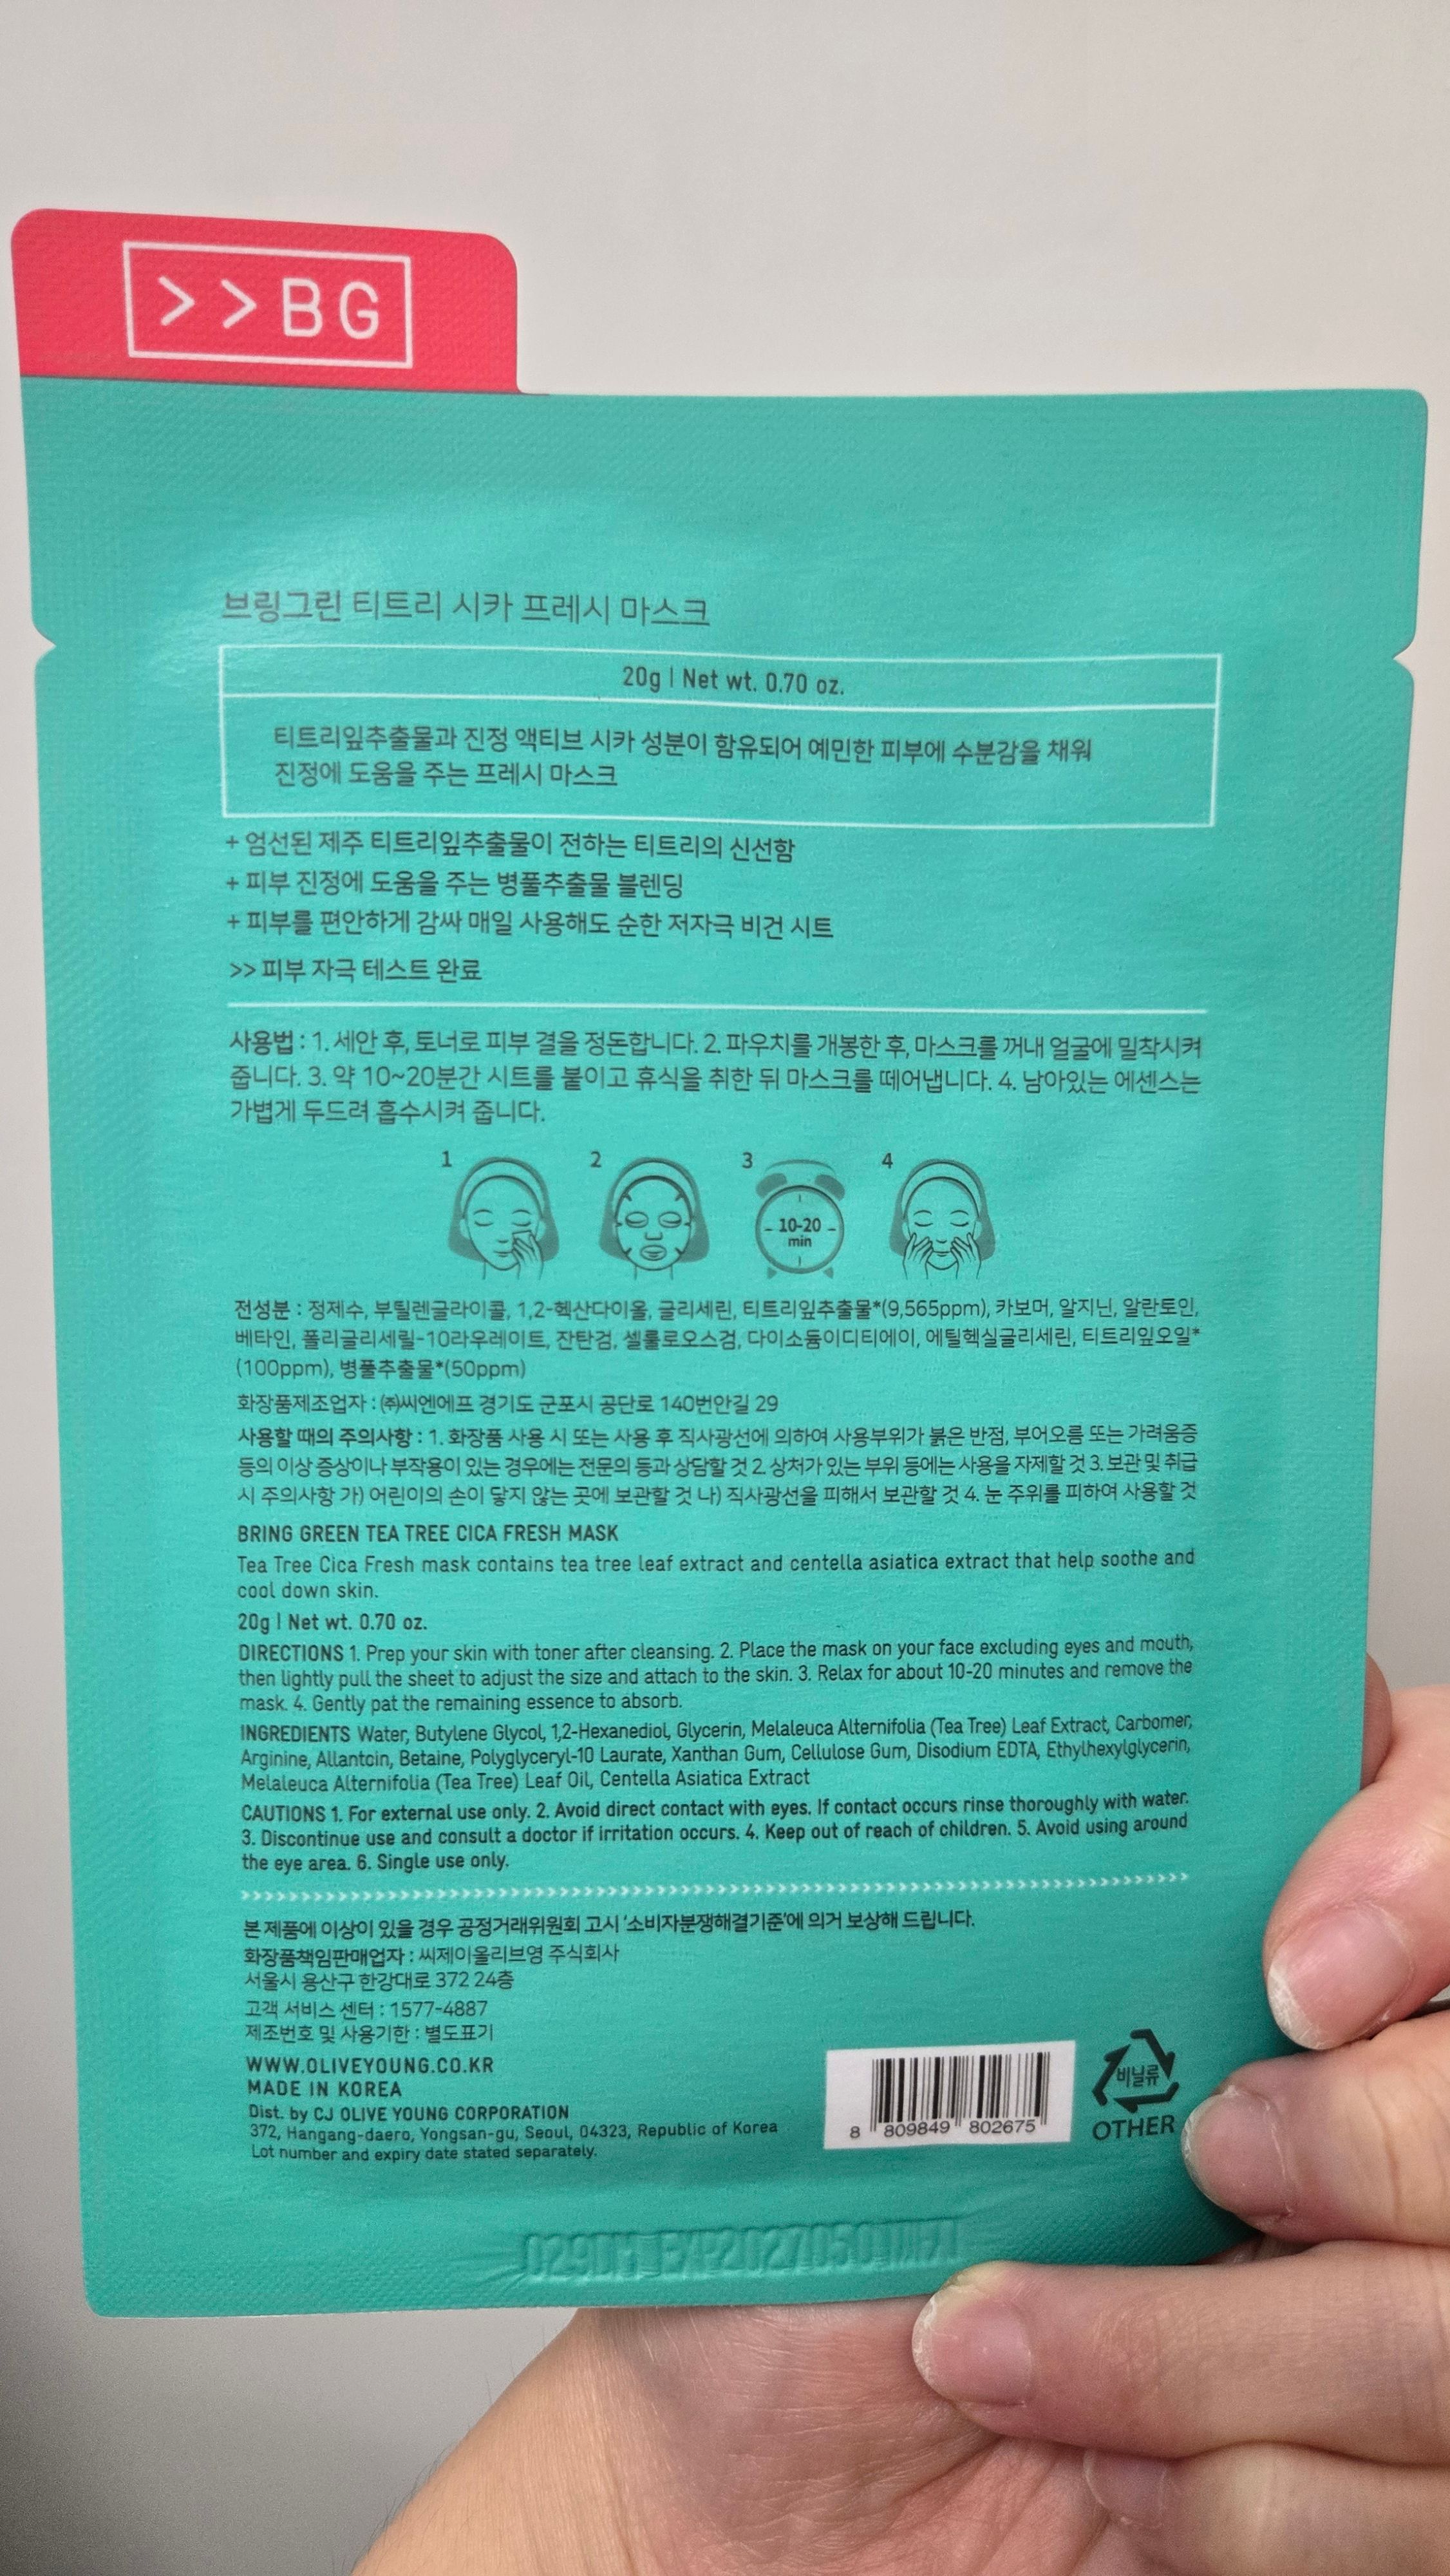 >>BG
브링그린 티트리 시카 프레시 마스크
20g | Net wt. 0.70 oz.
티트리잎추출물과 진정 액티브 시카 성분이 함유되어 예민한 피부에 수분감을 채워
진정에 도움을 주는 프레시 마스크
+ 엄선된 제주 티트리잎추출물이 전하는 티트리의 신선함
+ 피부 진정에 도움을 주는 병풀추출물 블렌딩
+ 피부를 편안하게 감싸 매일 사용해도 순한 저자극 비건 시트
>> 피부 자극 테스트 완료
사용법 : 1. 세안 후, 토너로 피부 결을 정돈합니다. 2. 파우치를 개봉한 후, 마스크를 꺼내 얼굴에 밀착시켜
줍니다. 3. 약 10~20분간 시트를 붙이고 휴식을 취한 뒤 마스크를 떼어냅니다. 4. 남아있는 에센스는
가볍게 두드려 흡수시켜 줍니다.
1 2 3 4
10-20
min
전성분 : 정제수, 부틸렌글라이콜, 1,2-헥산다이올, 글리세린, 티트리잎추출물*(9,565ppm), 카보머, 알지닌, 알란토인,
베타인, 폴리글리세릴-10라우레이트, 잔탄검, 셀룰로오스검, 다이소듐이디티에이, 에틸헥실글리세린, 티트리잎오일*
(100ppm), 병풀추출물*(50ppm)
화장품제조업자 : ㈜씨엔에프 경기도 군포시 공단로 140번안길 29
사용할 때의 주의사항 : 1. 화장품 사용 시 또는 사용 후 직사광선에 의하여 사용부위가 붉은 반점, 부어오름 또는 가려움증
등의 이상 증상이나 부작용이 있는 경우에는 전문의 등과 상담할 것 2. 상처가 있는 부위 등에는 사용을 자제할 것 3. 보관 및 취급
시 주의사항 가) 어린이의 손이 닿지 않는 곳에 보관할 것 나) 직사광선을 피해서 보관할 것 4. 눈 주위를 피하여 사용할 것
BRING GREEN TEA TREE CICA FRESH MASK
Tea Tree Cica Fresh mask contains tea tree leaf extract and centella asiatica extract that help soothe and
cool down skin.
20g | Net wt. 0.70 oz.
DIRECTIONS 1. Prep your skin with toner after cleansing. 2. Place the mask on your face excluding eyes and mouth,
then lightly pull the sheet to adjust the size and attach to the skin. 3. Relax for about 10-20 minutes and remove the
mask. 4. Gently pat the remaining essence to absorb.
INGREDIENTS Water, Butylene Glycol, 1,2-Hexanediol, Glycerin, Melaleuca Alternifolia (Tea Tree) Leaf Extract, Carbomer,
Arginine, Allantoin, Betaine, Polyglyceryl-10 Laurate, Xanthan Gum, Cellulose Gum, Disodium EDTA, Ethylhexylglycerin,
Melaleuca Alternifolia (Tea Tree) Leaf Oil, Centella Asiatica Extract
CAUTIONS 1. For external use only. 2. Avoid direct contact with eyes. If contact occurs rinse thoroughly with water.
3. Discontinue use and consult a doctor if irritation occurs. 4. Keep out of reach of children. 5. Avoid using around
the eye area. 6. Single use only.
본 제품에 이상이 있을 경우 공정거래위원회 고시 '소비자분쟁해결기준'에 의거 보상해 드립니다.
화장품책임판매업자 : 씨제이올리브영 주식회사
서울시 용산구 한강대로 372 24층
고객 서비스 센터 : 1577-4887
제조번호 및 사용기한 : 별도표기
WWW.OLIVEYOUNG.CO.KR
MADE IN KOREA
Dist. by CJ OLIVE YOUNG CORPORATION
372, Hangang-daero, Yongsan-gu, Seoul, 04323, Republic of Korea
Lot number and expiry date stated separately.
8 809849 802675
비닐류
OTHER